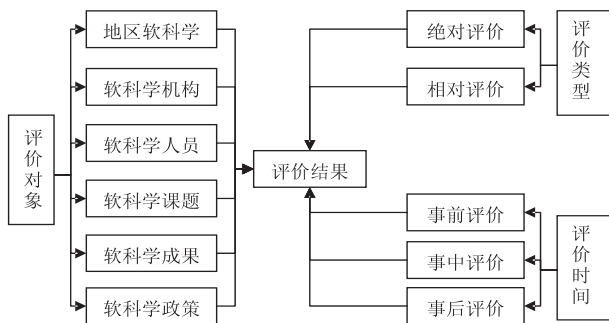 评价对象
地区软科学
软科学机构
软科学人员
软科学课题
软科学成果
软科学政策
评价结果
绝对评价
相对评价
评价类型
事前评价
事中评价
事后评价
评价时间